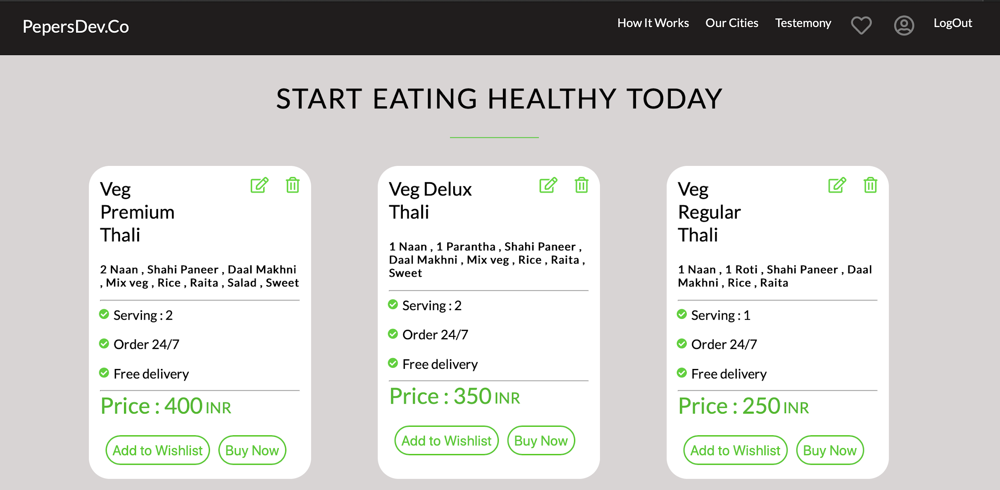 PepersDev.Co
How It Works
Our Cities
Testemony
LogOut
START EATING HEALTHY TODAY
Veg
Premium
Thali
2 Naan , Shahi Paneer , Daal Makhni
, Mix veg , Rice , Raita , Salad , Sweet
Serving : 2
Order 24/7
Free delivery
Price : 400 INR
Add to Wishlist
Buy Now
Veg Delux
Thali
1 Naan , 1 Parantha , Shahi Paneer ,
Daal Makhni , Mix veg , Rice , Raita ,
Sweet
Serving : 2
Order 24/7
Free delivery
Price : 350 INR
Add to Wishlist
Buy Now
Veg
Regular
Thali
1 Naan , 1 Roti , Shahi Paneer , Daal
Makhni , Rice , Raita
Serving : 1
Order 24/7
Free delivery
Price : 250 INR
Add to Wishlist
Buy Now